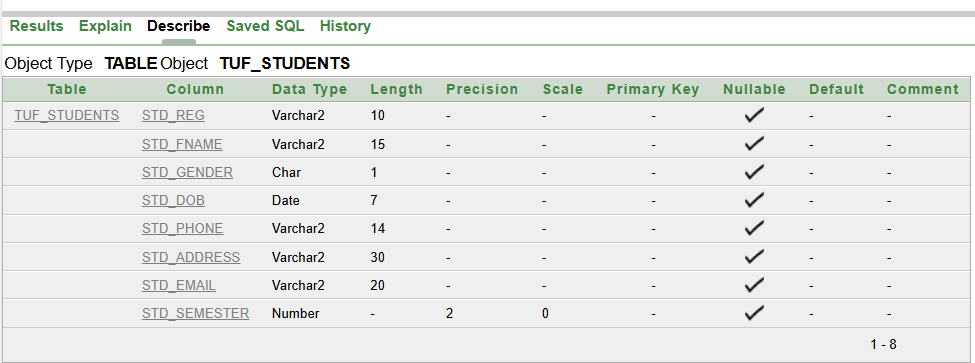 Results Explain Describe Saved SQL History
Object Type TABLE Object TUF_STUDENTS
Table Column Data Type Length Precision Scale Primary Key Nullable Default Comment
TUF_STUDENTS STD_REG Varchar2 10 - - - ✓ - -
STD_FNAME Varchar2 15 - - - ✓ - -
STD_GENDER Char 1 - - - ✓ - -
STD_DOB Date 7 - - - ✓ - -
STD_PHONE Varchar2 14 - - - ✓ - -
STD_ADDRESS Varchar2 30 - - - ✓ - -
STD_EMAIL Varchar2 20 - - - ✓ - -
STD_SEMESTER Number - 2 0 - ✓ - -
1 - 8